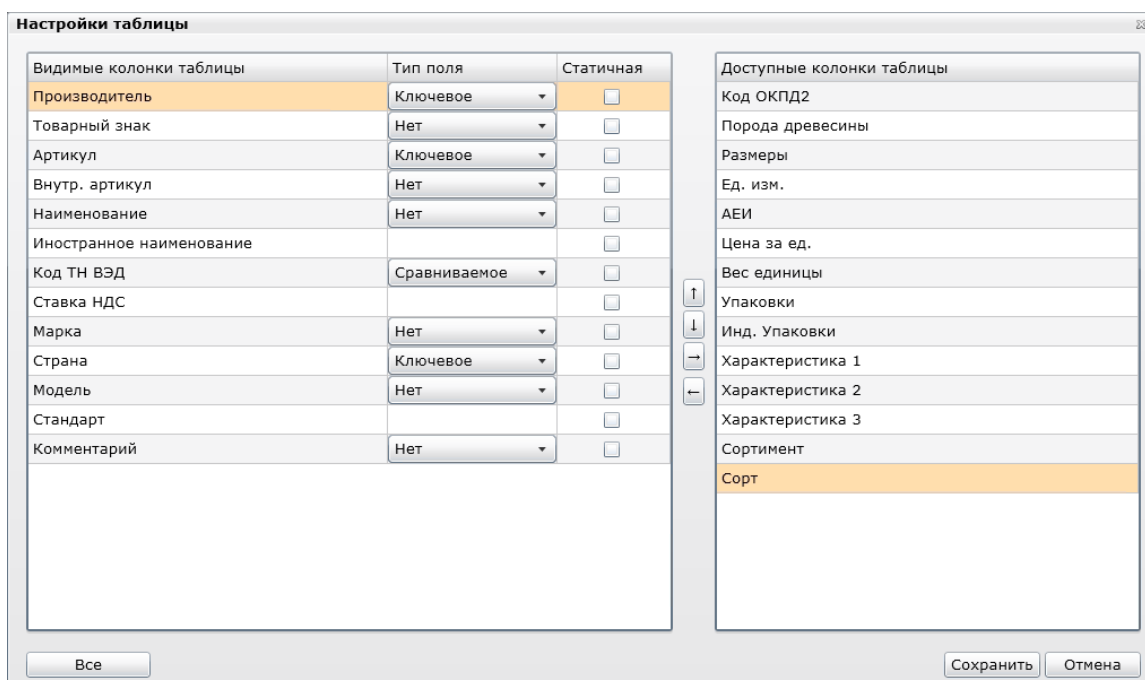 Настройки таблицы
Видимые колонки таблицы Тип поля Статичная
Производитель Ключевое
Товарный знак Нет
Артикул Ключевое
Внутр. артикул Нет
Наименование Нет
Иностранное наименование
Код ТН ВЭД Сравниваемое
Ставка НДС
Марка Нет
Страна Ключевое
Модель Нет
Стандарт
Комментарий Нет
↑
↓
→
←
Доступные колонки таблицы
Код ОКПД2
Порода древесины
Размеры
Ед. изм.
АЕИ
Цена за ед.
Вес единицы
Упаковки
Инд. Упаковки
Характеристика 1
Характеристика 2
Характеристика 3
Сортимент
Сорт
Все Сохранить Отмена